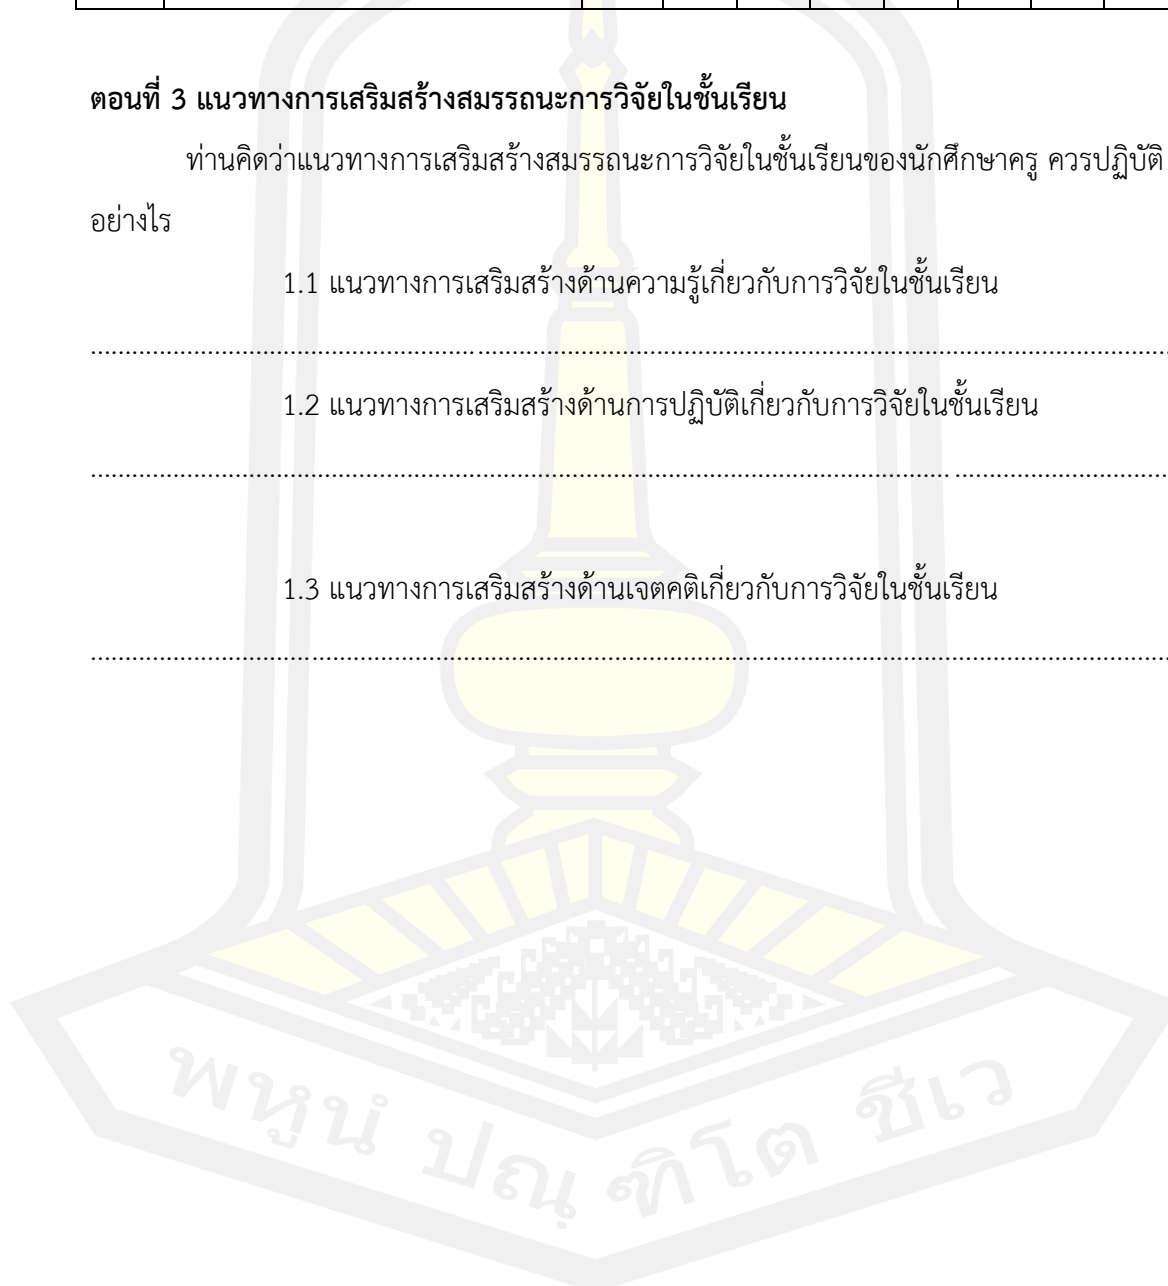 ตอนที่ 3 แนวทางการเสริมสร้างสมรรถนะการวิจัยในชั้นเรียน
ท่านคิดว่าแนวทางการเสริมสร้างสมรรถนะการวิจัยในชั้นเรียนของนักศึกษาครู ควรปฏิบัติ
อย่างไร
1.1 แนวทางการเสริมสร้างด้านความรู้เกี่ยวกับการวิจัยในชั้นเรียน
................................................................................................................................
1.2 แนวทางการเสริมสร้างด้านการปฏิบัติเกี่ยวกับการวิจัยในชั้นเรียน
................................................................................................................................
1.3 แนวทางการเสริมสร้างด้านเจตคติเกี่ยวกับการวิจัยในชั้นเรียน
................................................................................................................................
พหูนํ ปณฺ ฑิโต ชีเว